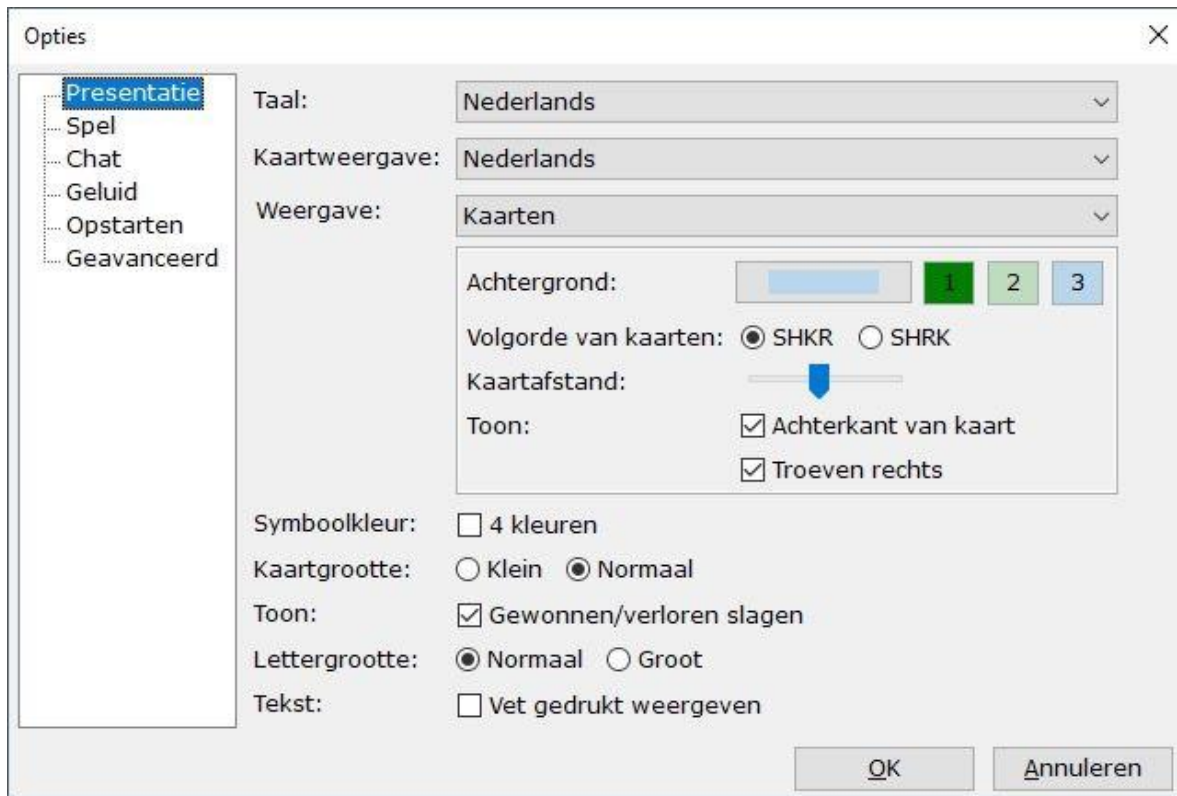 Opties
Presentatie
Spel
Chat
Geluid
Opstarten
Geavanceerd
Taal: Nederlands
Kaartweergave: Nederlands
Weergave: Kaarten
Achtergrond: 1 2 3
Volgorde van kaarten: SHKR SHRK
Kaartafstand:
Toon: Achterkant van kaart
Troeven rechts
Symboolkleur: 4 kleuren
Kaartgrootte: Klein Normaal
Toon: Gewonnen/verloren slagen
Lettergrootte: Normaal Groot
Tekst: Vet gedrukt weergeven
OK Annuleren